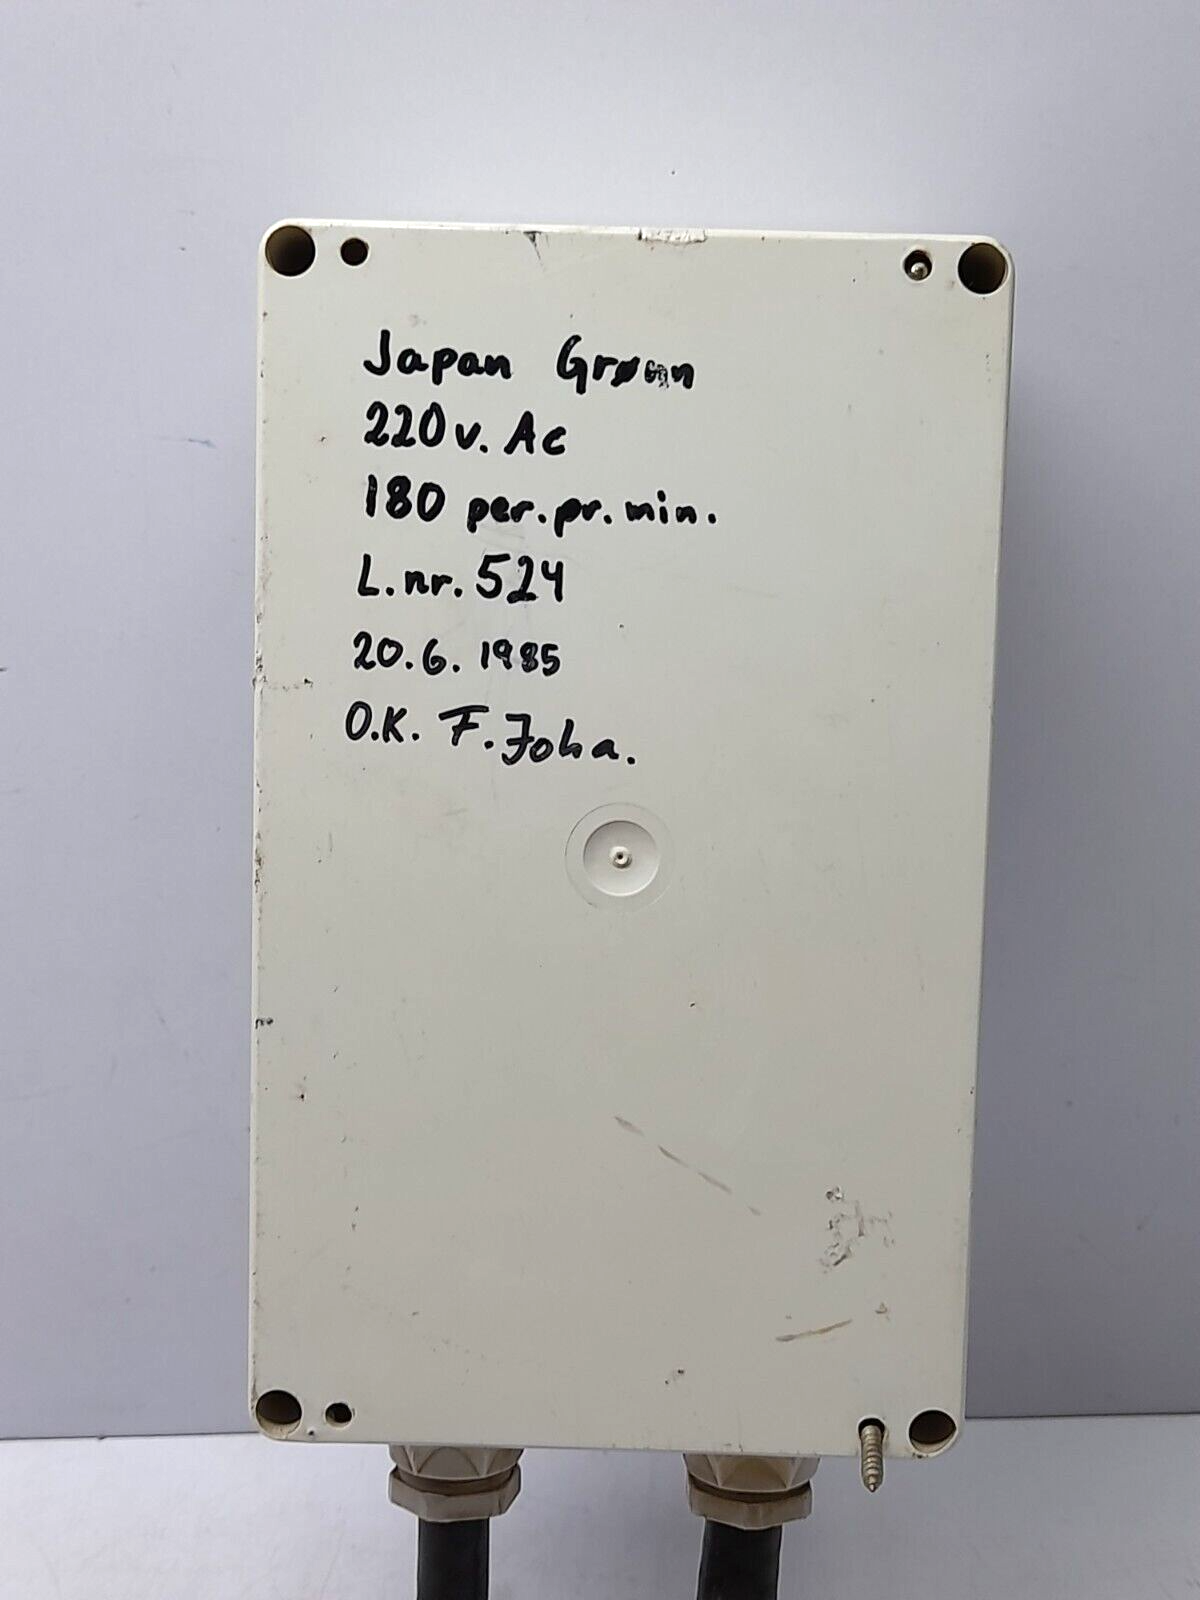 Japan Grøn
220v. Ac
180 per. pr. min.
L.nr. 524
20.6. 1985
O.K. F. Joha.